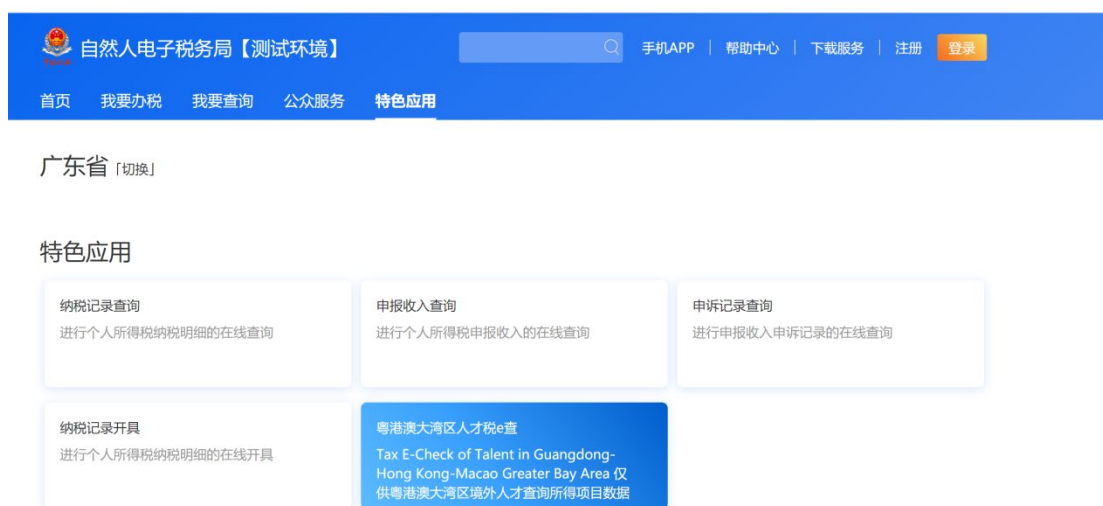 自然人电子税务局【测试环境】
手机APP | 帮助中心 | 下载服务 | 注册 登录
首页 我要办税 我要查询 公众服务 特色应用
广东省「切换」
特色应用
纳税记录查询 申报收入查询 申诉记录查询
进行个人所得税纳税明细的在线查询 进行个人所得税申报收入的在线查询 进行申报收入申诉记录的在线查询
纳税记录开具 粤港澳大湾区人才税e查
进行个人所得税纳税明细的在线开具 Tax E-Check of Talent in Guangdong-
Hong Kong-Macao Greater Bay Area 仅
供粤港澳大湾区境外人才查询所得项目数据